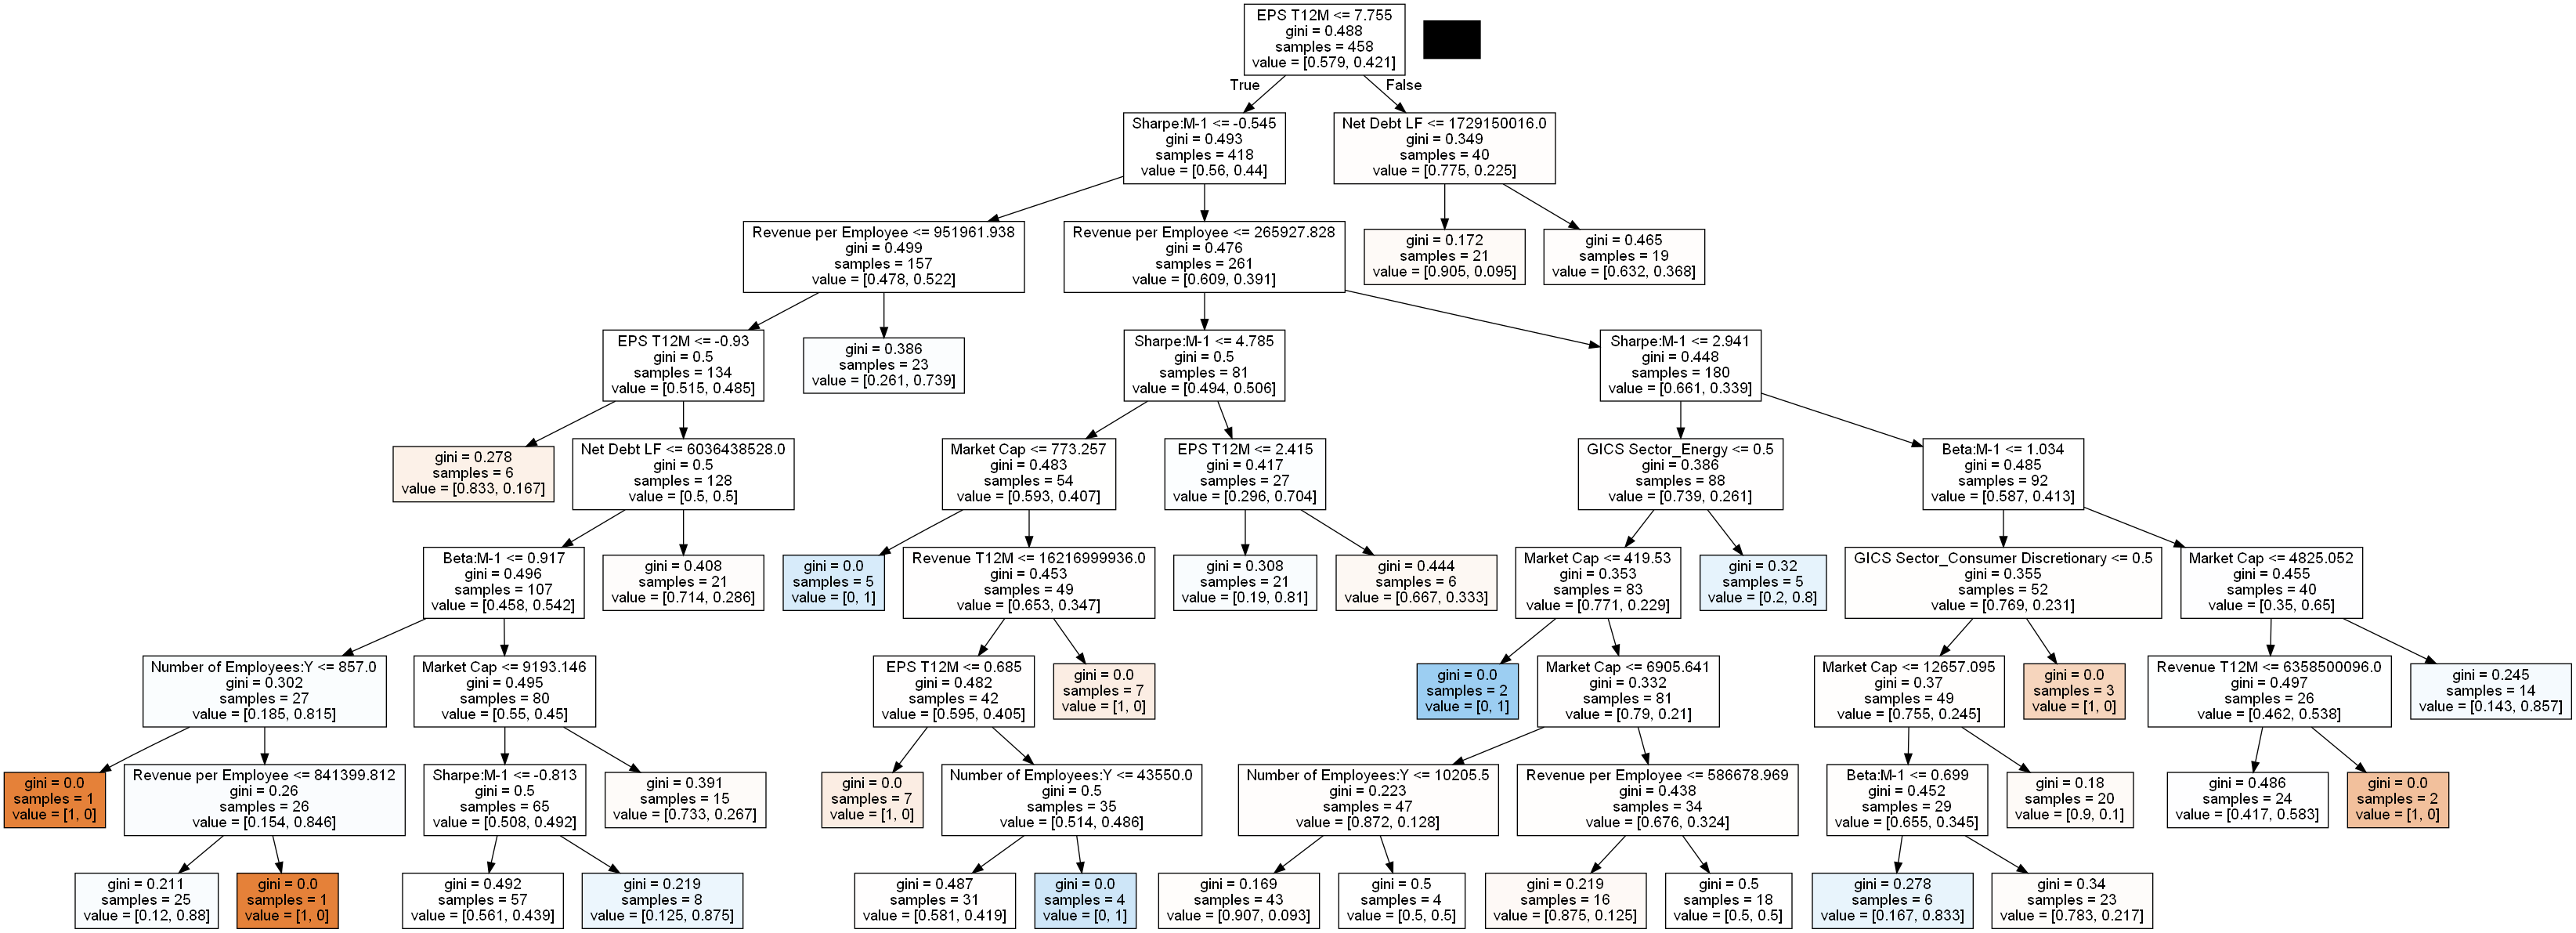 EPS T12M <= 7.755
gini = 0.488
samples = 458
value = [0.579, 0.421]
True
False
Sharpe:M-1 <= -0.545
gini = 0.493
samples = 418
value = [0.56, 0.44]
Net Debt LF <= 1729150016.0
gini = 0.349
samples = 40
value = [0.775, 0.225]
Revenue per Employee <= 951961.938
gini = 0.499
samples = 157
value = [0.478, 0.522]
Revenue per Employee <= 265927.828
gini = 0.476
samples = 261
value = [0.609, 0.391]
gini = 0.172
samples = 21
value = [0.905, 0.095]
gini = 0.465
samples = 19
value = [0.632, 0.368]
EPS T12M <= -0.93
gini = 0.5
samples = 134
value = [0.515, 0.485]
gini = 0.386
samples = 23
value = [0.261, 0.739]
Sharpe:M-1 <= 4.785
gini = 0.5
samples = 81
value = [0.494, 0.506]
Sharpe:M-1 <= 2.941
gini = 0.448
samples = 180
value = [0.661, 0.339]
gini = 0.278
samples = 6
value = [0.833, 0.167]
Net Debt LF <= 6036438528.0
gini = 0.5
samples = 128
value = [0.5, 0.5]
Market Cap <= 773.257
gini = 0.483
samples = 54
value = [0.593, 0.407]
EPS T12M <= 2.415
gini = 0.417
samples = 27
value = [0.296, 0.704]
GICS Sector_Energy <= 0.5
gini = 0.386
samples = 88
value = [0.739, 0.261]
Beta:M-1 <= 1.034
gini = 0.485
samples = 92
value = [0.587, 0.413]
Beta:M-1 <= 0.917
gini = 0.496
samples = 107
value = [0.458, 0.542]
gini = 0.408
samples = 21
value = [0.714, 0.286]
gini = 0.0
samples = 5
value = [0, 1]
Revenue T12M <= 16216999936.0
gini = 0.453
samples = 49
value = [0.653, 0.347]
gini = 0.308
samples = 21
value = [0.19, 0.81]
gini = 0.444
samples = 6
value = [0.667, 0.333]
Market Cap <= 419.53
gini = 0.353
samples = 83
value = [0.771, 0.229]
gini = 0.32
samples = 5
value = [0.2, 0.8]
GICS Sector_Consumer Discretionary <= 0.5
gini = 0.355
samples = 52
value = [0.769, 0.231]
Market Cap <= 4825.052
gini = 0.455
samples = 40
value = [0.35, 0.65]
Number of Employees:Y <= 857.0
gini = 0.302
samples = 27
value = [0.185, 0.815]
Market Cap <= 9193.146
gini = 0.495
samples = 80
value = [0.55, 0.45]
EPS T12M <= 0.685
gini = 0.482
samples = 42
value = [0.595, 0.405]
gini = 0.0
samples = 7
value = [1, 0]
gini = 0.0
samples = 2
value = [0, 1]
Market Cap <= 6905.641
gini = 0.332
samples = 81
value = [0.79, 0.21]
Market Cap <= 12657.095
gini = 0.37
samples = 49
value = [0.755, 0.245]
gini = 0.0
samples = 3
value = [1, 0]
Revenue T12M <= 6358500096.0
gini = 0.497
samples = 26
value = [0.462, 0.538]
gini = 0.245
samples = 14
value = [0.143, 0.857]
gini = 0.0
samples = 1
value = [1, 0]
Revenue per Employee <= 841399.812
gini = 0.26
samples = 26
value = [0.154, 0.846]
Sharpe:M-1 <= -0.813
gini = 0.5
samples = 65
value = [0.508, 0.492]
gini = 0.391
samples = 15
value = [0.733, 0.267]
gini = 0.0
samples = 7
value = [1, 0]
Number of Employees:Y <= 43550.0
gini = 0.5
samples = 35
value = [0.514, 0.486]
Number of Employees:Y <= 10205.5
gini = 0.223
samples = 47
value = [0.872, 0.128]
Revenue per Employee <= 586678.969
gini = 0.438
samples = 34
value = [0.676, 0.324]
Beta:M-1 <= 0.699
gini = 0.452
samples = 29
value = [0.655, 0.345]
gini = 0.18
samples = 20
value = [0.9, 0.1]
gini = 0.486
samples = 24
value = [0.417, 0.583]
gini = 0.0
samples = 2
value = [1, 0]
gini = 0.211
samples = 25
value = [0.12, 0.88]
gini = 0.0
samples = 1
value = [1, 0]
gini = 0.492
samples = 57
value = [0.561, 0.439]
gini = 0.219
samples = 8
value = [0.125, 0.875]
gini = 0.487
samples = 31
value = [0.581, 0.419]
gini = 0.0
samples = 4
value = [0, 1]
gini = 0.169
samples = 43
value = [0.907, 0.093]
gini = 0.5
samples = 4
value = [0.5, 0.5]
gini = 0.219
samples = 16
value = [0.875, 0.125]
gini = 0.5
samples = 18
value = [0.5, 0.5]
gini = 0.278
samples = 6
value = [0.167, 0.833]
gini = 0.34
samples = 23
value = [0.783, 0.217]